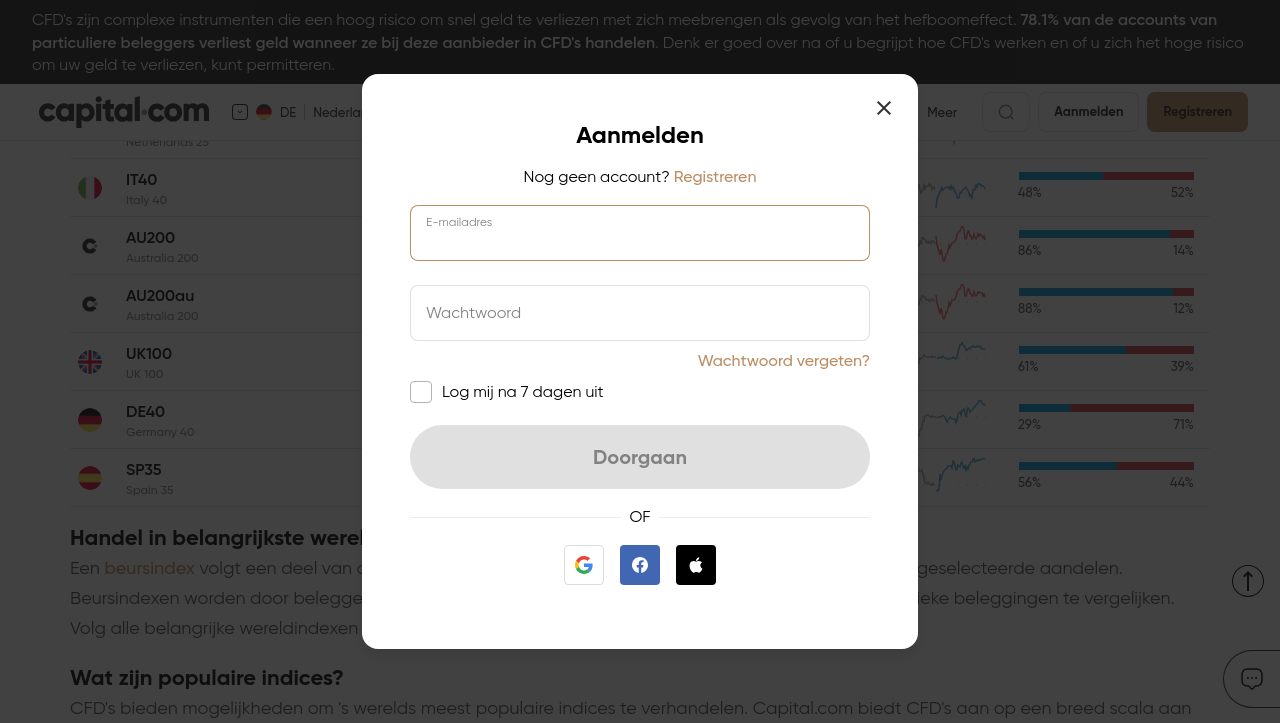 CFD's zijn complexe instrumenten die een hoog risico om snel geld te verliezen met zich meebrengen als gevolg van het hefboomeffect. 78.1% van de accounts van
particuliere beleggers verliest geld wanneer ze bij deze aanbieder in CFD's handelen. Denk er goed over na of u begrijpt hoe CFD's werken en of u zich het hoge risico
om uw geld te verliezen, kunt permitteren.
capital.com
DE
Nederla
Meer
Aanmelden
Registreren
Netherlands 25
IT40
Italy 40
48%
52%
AU200
Australia 200
86%
14%
AU200au
Australia 200
88%
12%
UK100
UK 100
61%
39%
DE40
Germany 40
29%
71%
SP35
Spain 35
56%
44%
Aanmelden
Nog geen account? Registreren
E-mailadres
Wachtwoord
Wachtwoord vergeten?
Log mij na 7 dagen uit
Doorgaan
OF
Handel in belangrijkste werel
Een beursindex volgt een deel van
geselecteerde aandelen.
Beursindexen worden door belegge
ieke beleggingen te vergelijken.
Volg alle belangrijke wereldindexen
Wat zijn populaire indices?
CFD's bieden mogelijkheden om 's werelds meest populaire indices te verhandelen. Capital.com biedt CFD's aan op een breed scala aan